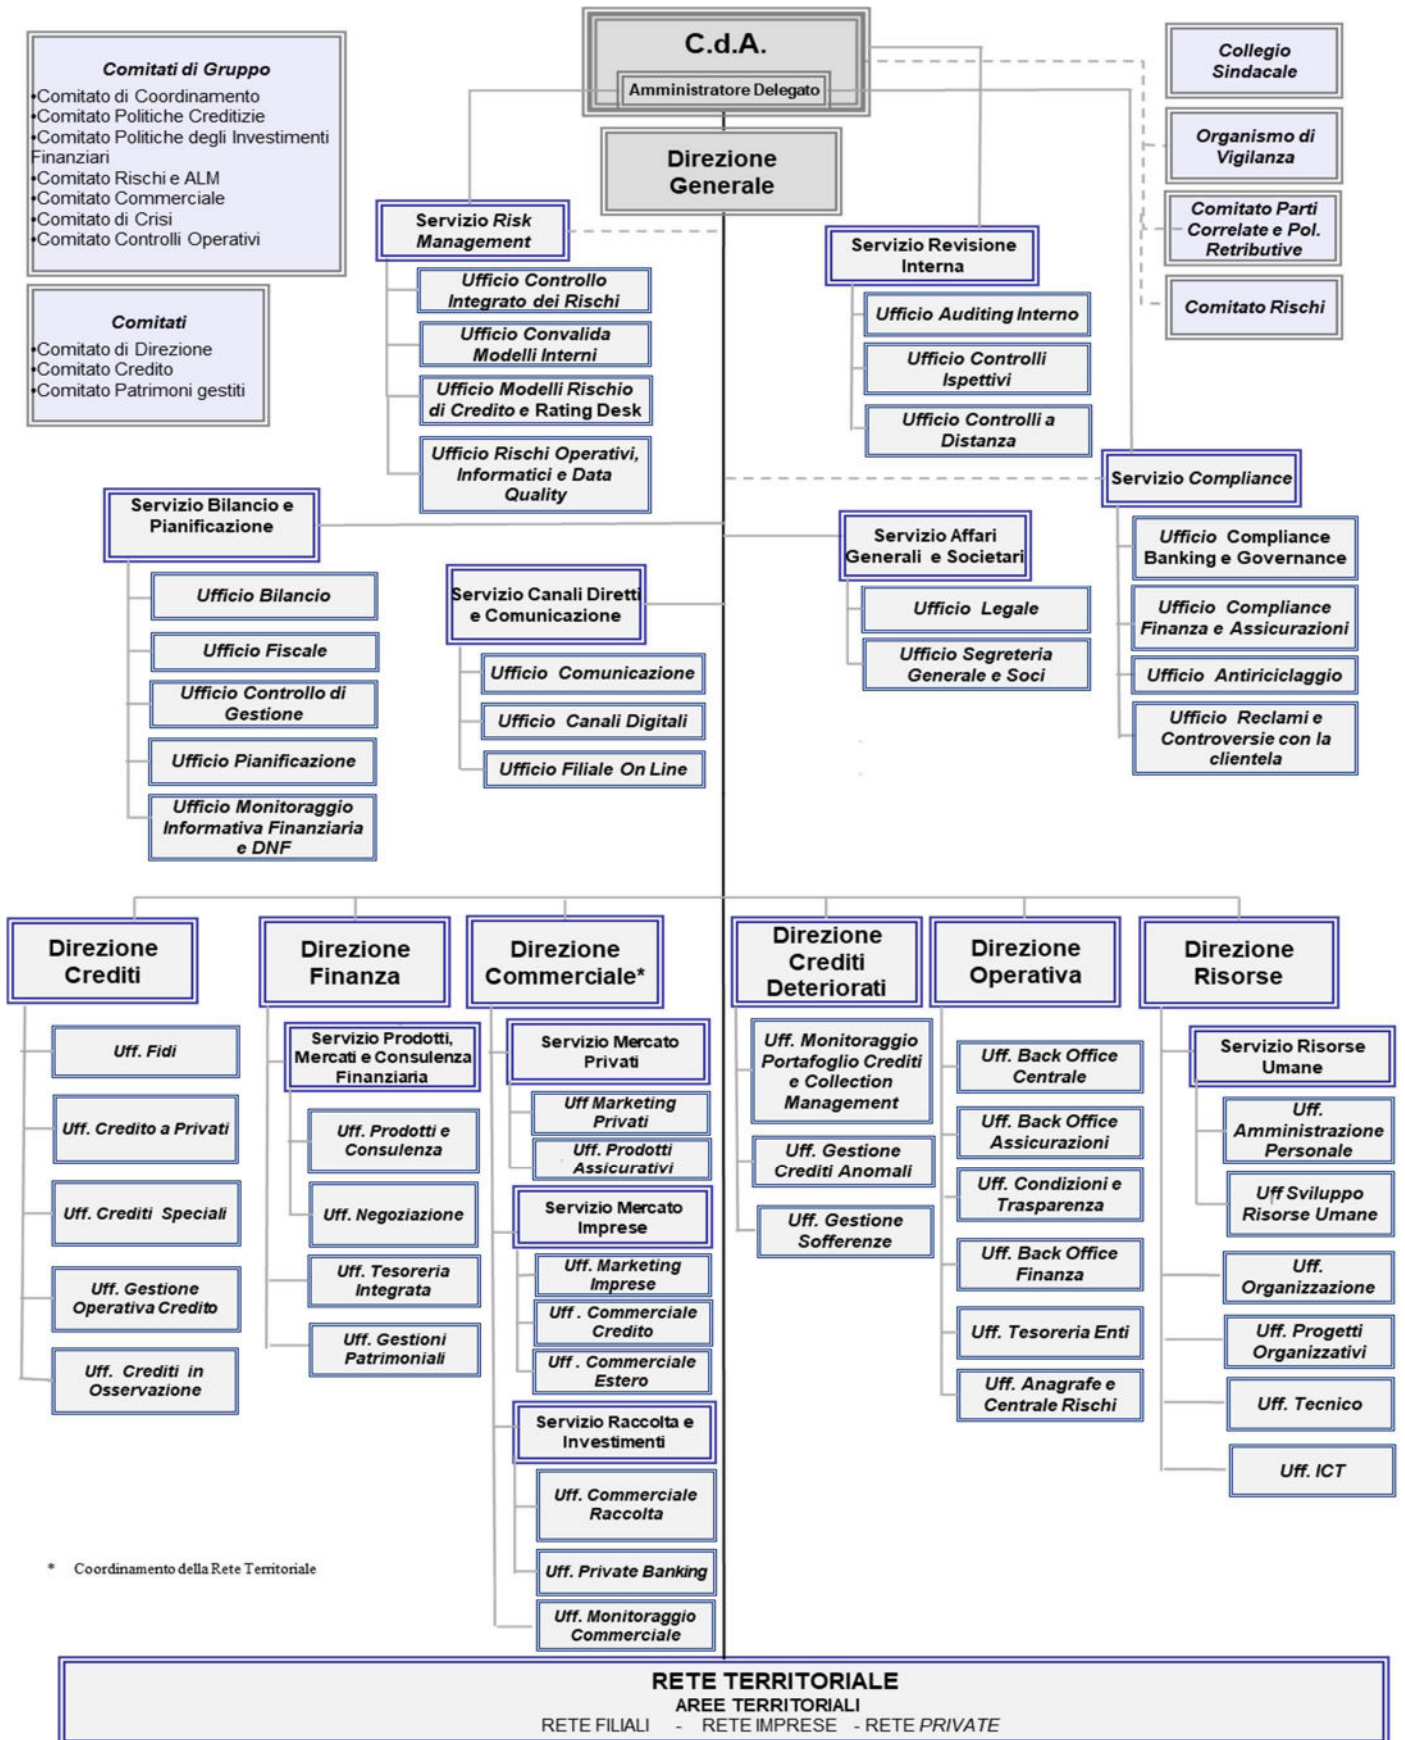 C.d.A.
Amministratore Delegato
Direzione
Generale
Comitati di Gruppo
•Comitato di Coordinamento
•Comitato Politiche Creditizie
•Comitato Politiche degli Investimenti
Finanziari
•Comitato Rischi e ALM
•Comitato Commerciale
•Comitato di Crisi
•Comitato Controlli Operativi
Comitati
•Comitato di Direzione
•Comitato Credito
•Comitato Patrimoni gestiti
Collegio
Sindacale
Organismo di
Vigilanza
Comitato Parti
Correlate e Pol.
Retributive
Comitato Rischi
Servizio Risk
Management
Ufficio Controllo
Integrato dei Rischi
Ufficio Convalida
Modelli Interni
Ufficio Modelli Rischio
di Credito e Rating Desk
Ufficio Rischi Operativi,
Informatici e Data
Quality
Servizio Revisione
Interna
Ufficio Auditing Interno
Ufficio Controlli
Ispettivi
Ufficio Controlli a
Distanza
Servizio Compliance
Ufficio Compliance
Banking e Governance
Ufficio Compliance
Finanza e Assicurazioni
Ufficio Antiriciclaggio
Ufficio Reclami e
Controversie con la
clientela
Servizio Bilancio e
Pianificazione
Ufficio Bilancio
Ufficio Fiscale
Ufficio Controllo di
Gestione
Ufficio Pianificazione
Ufficio Monitoraggio
Informativa Finanziaria
e DNF
Servizio Canali Diretti
e Comunicazione
Ufficio Comunicazione
Ufficio Canali Digitali
Ufficio Filiale On Line
Servizio Affari
Generali e Societari
Ufficio Legale
Ufficio Segreteria
Generale e Soci
Direzione
Crediti
Uff. Fidi
Uff. Credito a Privati
Uff. Crediti Speciali
Uff. Gestione
Operativa Credito
Uff. Crediti in
Osservazione
Direzione
Finanza
Servizio Prodotti,
Mercati e Consulenza
Finanziaria
Uff. Prodotti e
Consulenza
Uff. Negoziazione
Uff. Tesoreria
Integrata
Uff. Gestioni
Patrimoniali
Direzione
Commerciale*
Servizio Mercato
Privati
Uff Marketing
Privati
Uff. Prodotti
Assicurativi
Servizio Mercato
Imprese
Uff. Marketing
Imprese
Uff . Commerciale
Credito
Uff . Commerciale
Estero
Servizio Raccolta e
Investimenti
Uff. Commerciale
Raccolta
Uff. Private Banking
Uff. Monitoraggio
Commerciale
Direzione
Crediti
Deteriorati
Uff. Monitoraggio
Portafoglio Crediti
e Collection
Management
Uff. Gestione
Crediti Anomali
Uff. Gestione
Sofferenze
Direzione
Operativa
Uff. Back Office
Centrale
Uff. Back Office
Assicurazioni
Uff. Condizioni e
Trasparenza
Uff. Back Office
Finanza
Uff. Tesoreria Enti
Uff. Anagrafe e
Centrale Rischi
Direzione
Risorse
Servizio Risorse
Umane
Uff.
Amministrazione
Personale
Uff Sviluppo
Risorse Umane
Uff.
Organizzazione
Uff. Progetti
Organizzativi
Uff. Tecnico
Uff. ICT
* Coordinamento della Rete Territoriale
RETE TERRITORIALE
AREE TERRITORIALI
RETE FILIALI - RETE IMPRESE - RETE PRIVATE